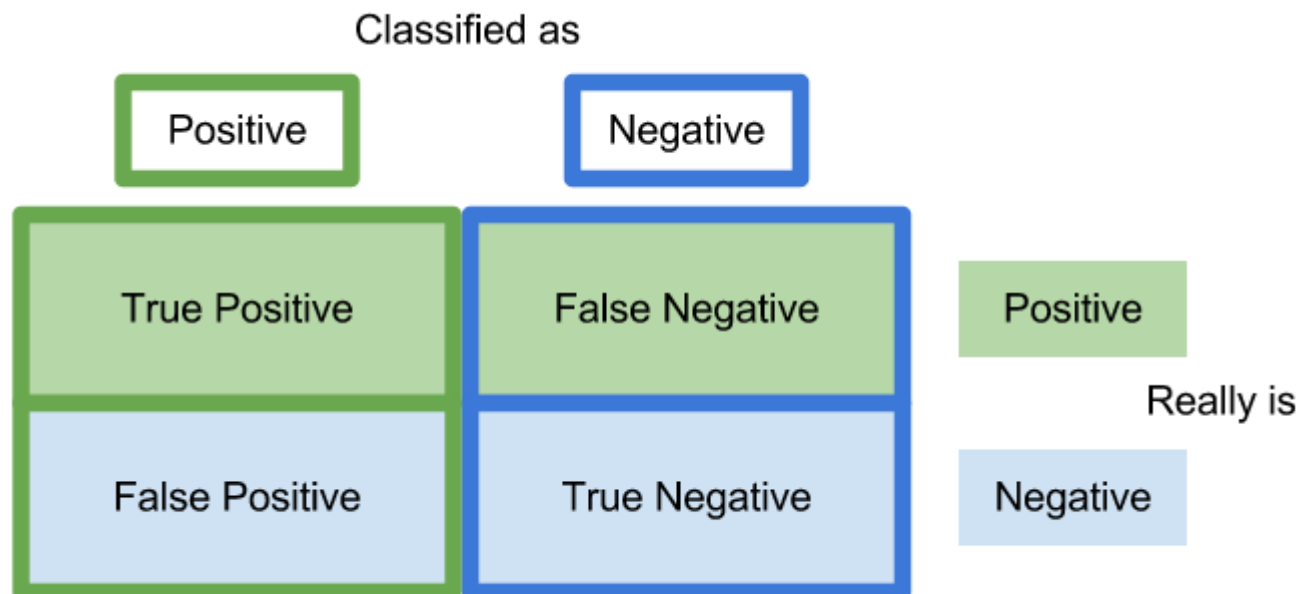 Classified as
Positive
Negative
True Positive
False Negative
Positive
Really is
False Positive
True Negative
Negative